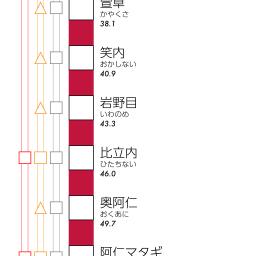 萱草
かやくさ
38.1
笑内
おかしない
40.9
岩野目
いわのめ
43.3
比立内
ひたちない
46.0
奥阿仁
おくあに
49.7
阿仁マタギ